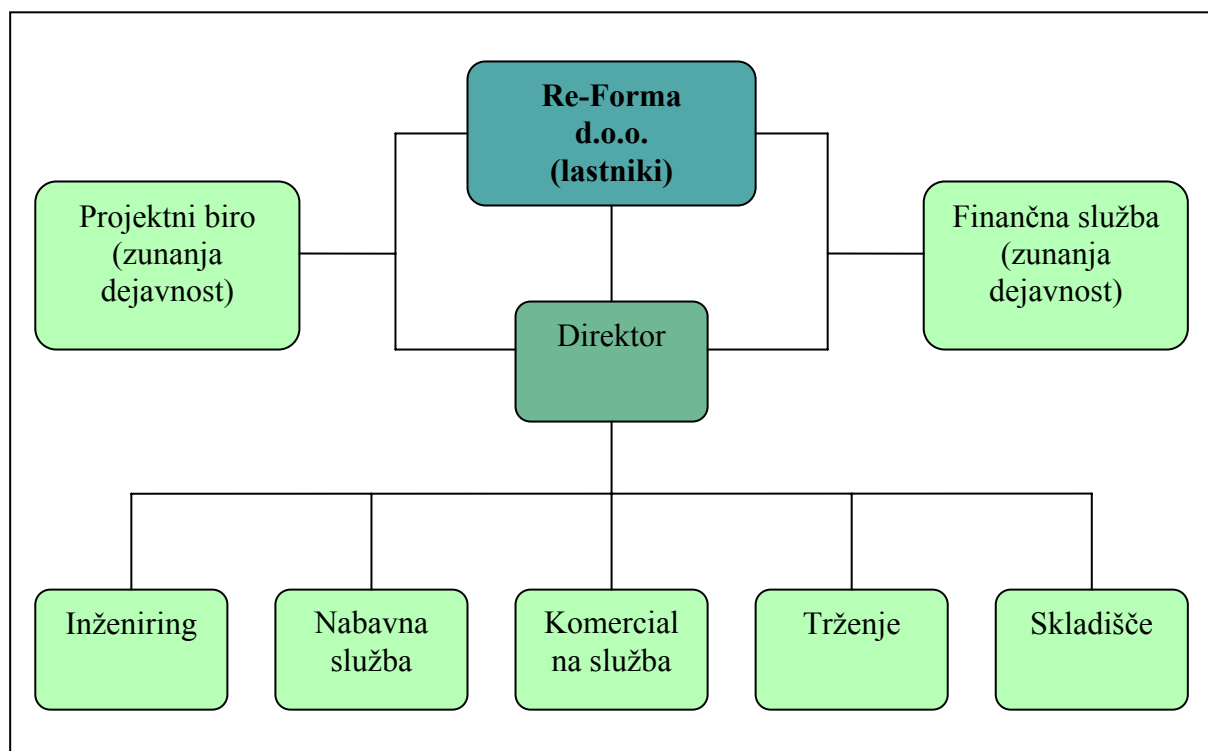 Re-Forma
d.o.o.
(lastniki)
Projektni biro
(zunanja
dejavnost)
Finančna služba
(zunanja
dejavnost)
Direktor
Inženiring
Nabavna
služba
Komercial
na služba
Trženje
Skladišče